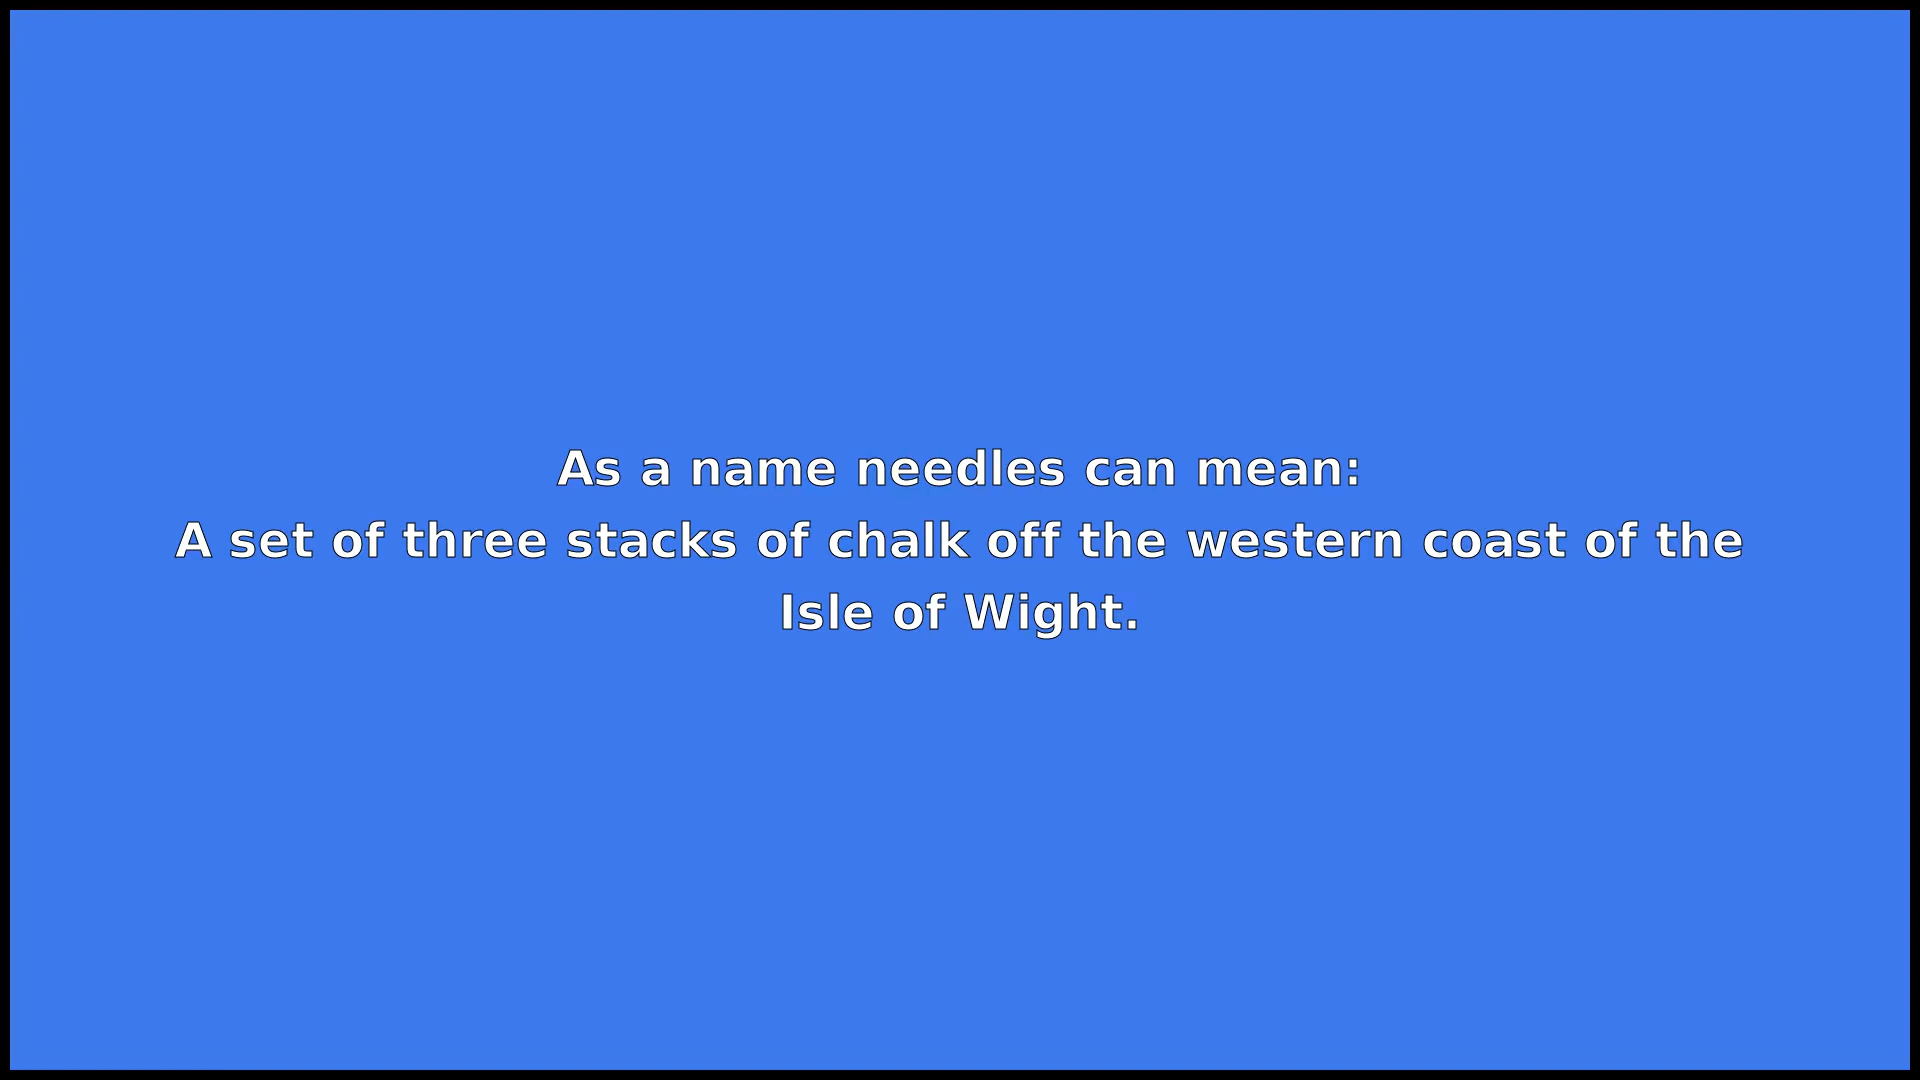 As a name needles can mean:
A set of three stacks of chalk off the western coast of the
Isle of Wight.